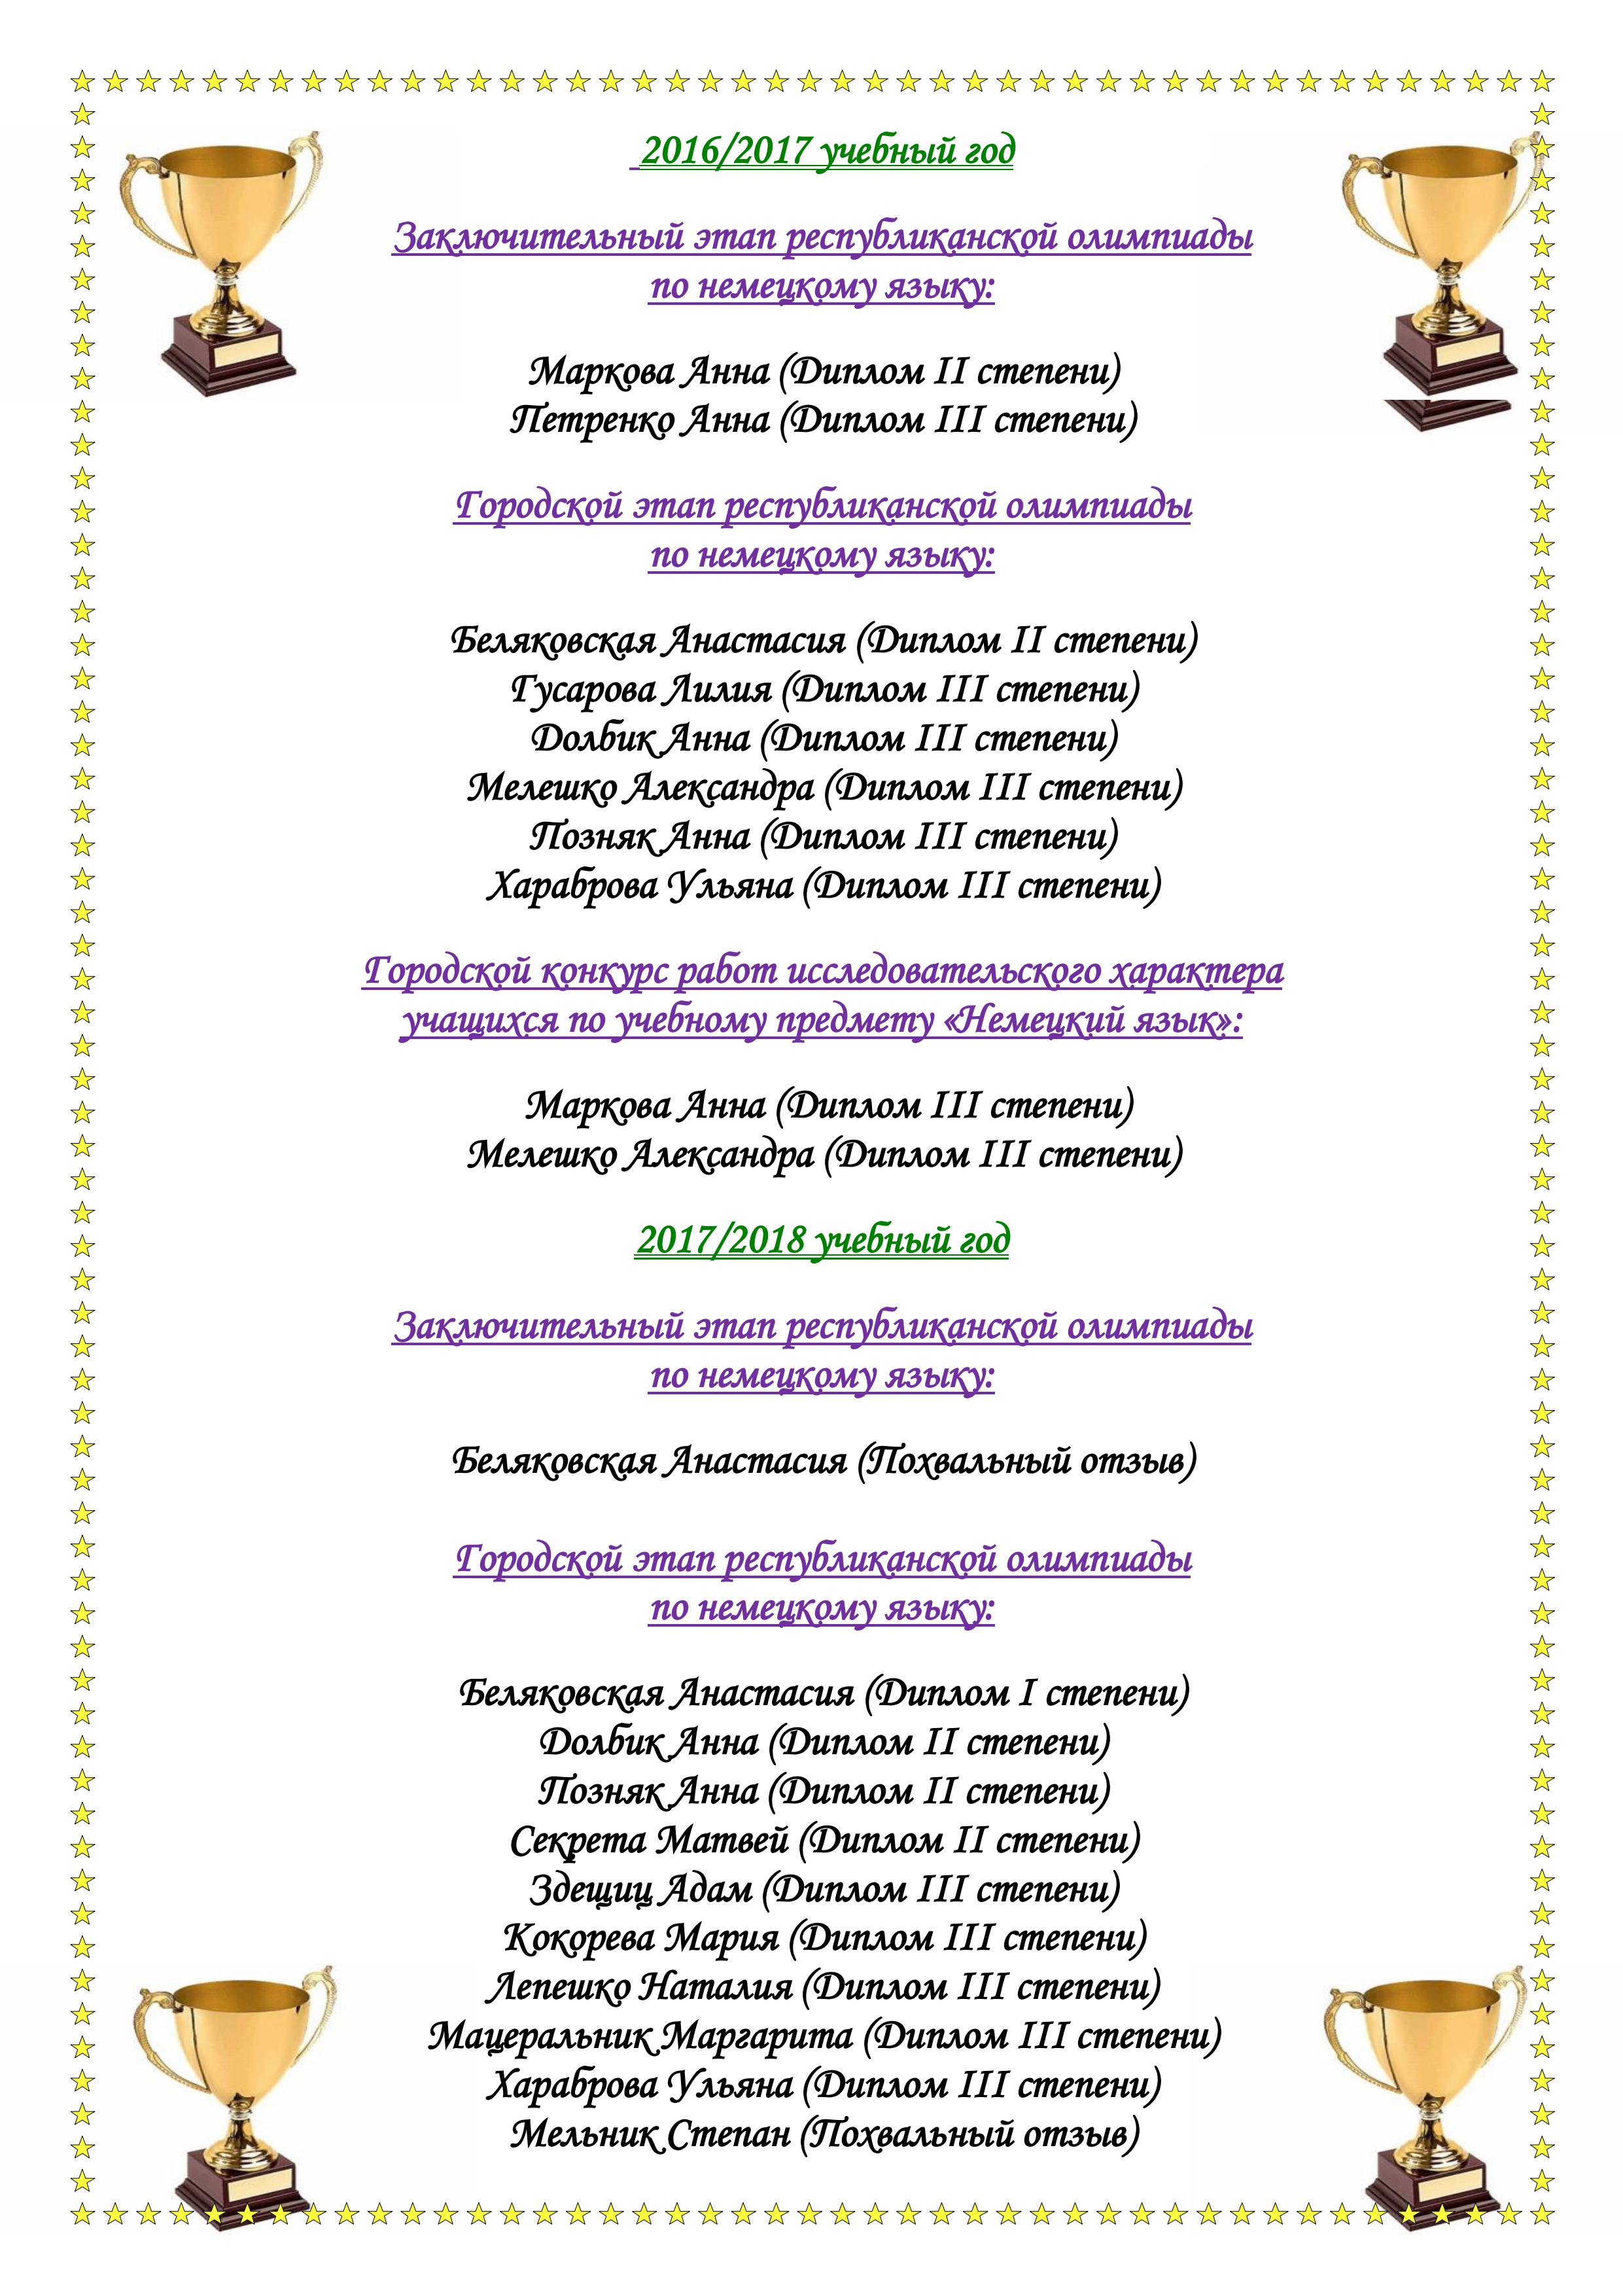 2016/2017 учебный год
Заключительный этап республиканской олимпиады
по немецкому языку:
Маркова Анна (Диплом II степени)
Петренко Анна (Диплом III степени)
Городской этап республиканской олимпиады
по немецкому языку:
Беляковская Анастасия (Диплом II степени)
Гусарова Лилия (Диплом III степени)
Долбик Анна (Диплом III степени)
Мелешко Александра (Диплом III степени)
Позняк Анна (Диплом III степени)
Хараброва Ульяна (Диплом III степени)
Городской конкурс работ исследовательского характера
учащихся по учебному предмету «Немецкий язык»:
Маркова Анна (Диплом III степени)
Мелешко Александра (Диплом III степени)
2017/2018 учебный год
Заключительный этап республиканской олимпиады
по немецкому языку:
Беляковская Анастасия (Похвальный отзыв)
Городской этап республиканской олимпиады
по немецкому языку:
Беляковская Анастасия (Диплом I степени)
Долбик Анна (Диплом II степени)
Позняк Анна (Диплом II степени)
Секрета Матвей (Диплом II степени)
Здещиц Адам (Диплом III степени)
Кокорева Мария (Диплом III степени)
Лепешко Наталия (Диплом III степени)
Мацеральник Маргарита (Диплом III степени)
Хараброва Ульяна (Диплом III степени)
Мельник Степан (Похвальный отзыв)